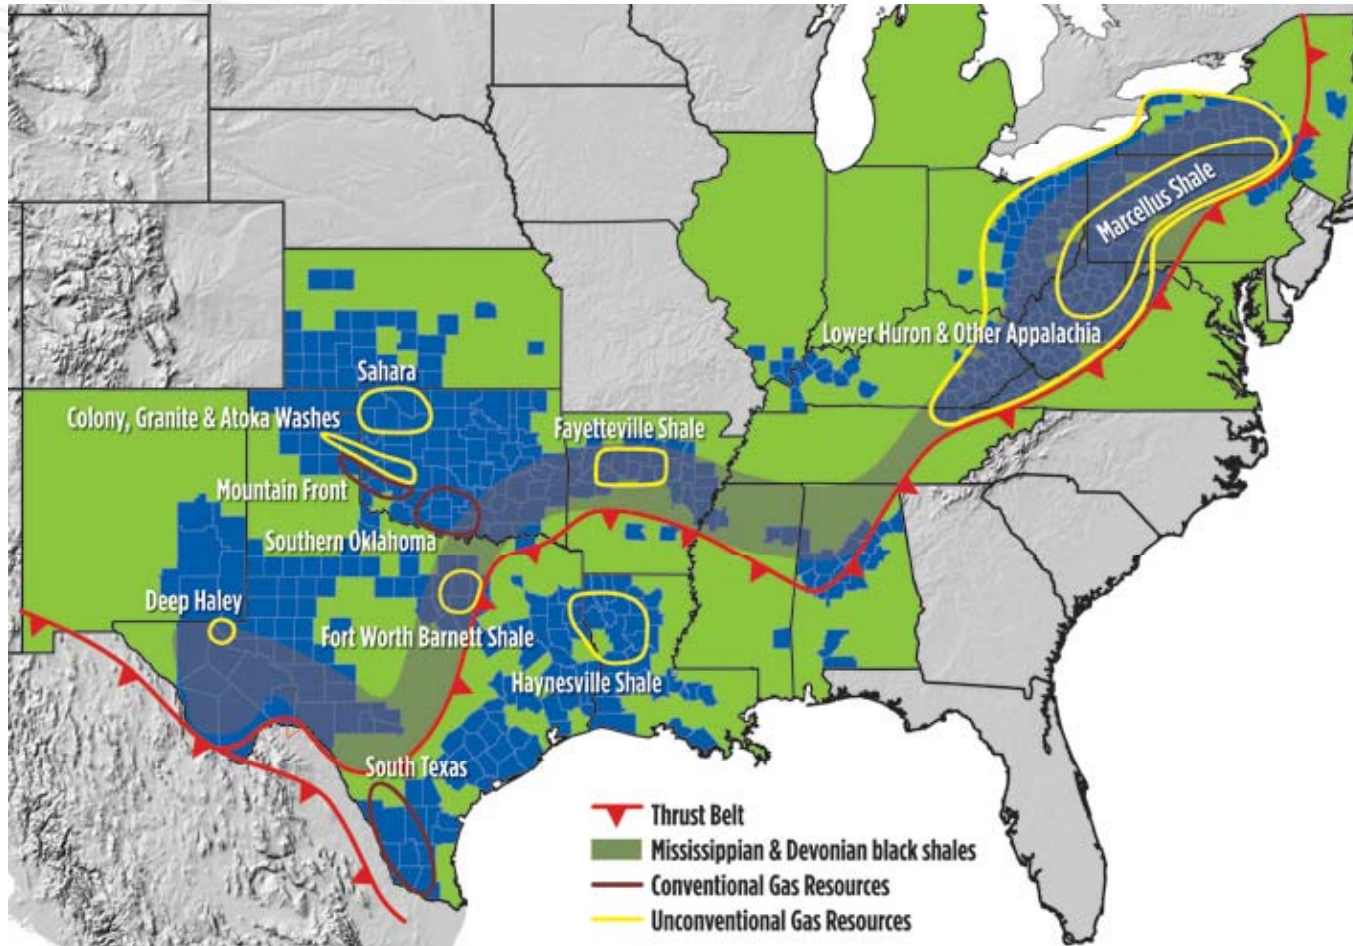 Marcellus Shale
Lower Huron & Other Appalachia
Sahara
Colony, Granite & Atoka Washes
Fayetteville Shale
Mountain Front
Southern Oklahoma
Deep Haley
Fort Worth Barnett Shale
Haynesville Shale
South Texas
Thrust Belt
Mississippian & Devonian black shales
Conventional Gas Resources
Unconventional Gas Resources